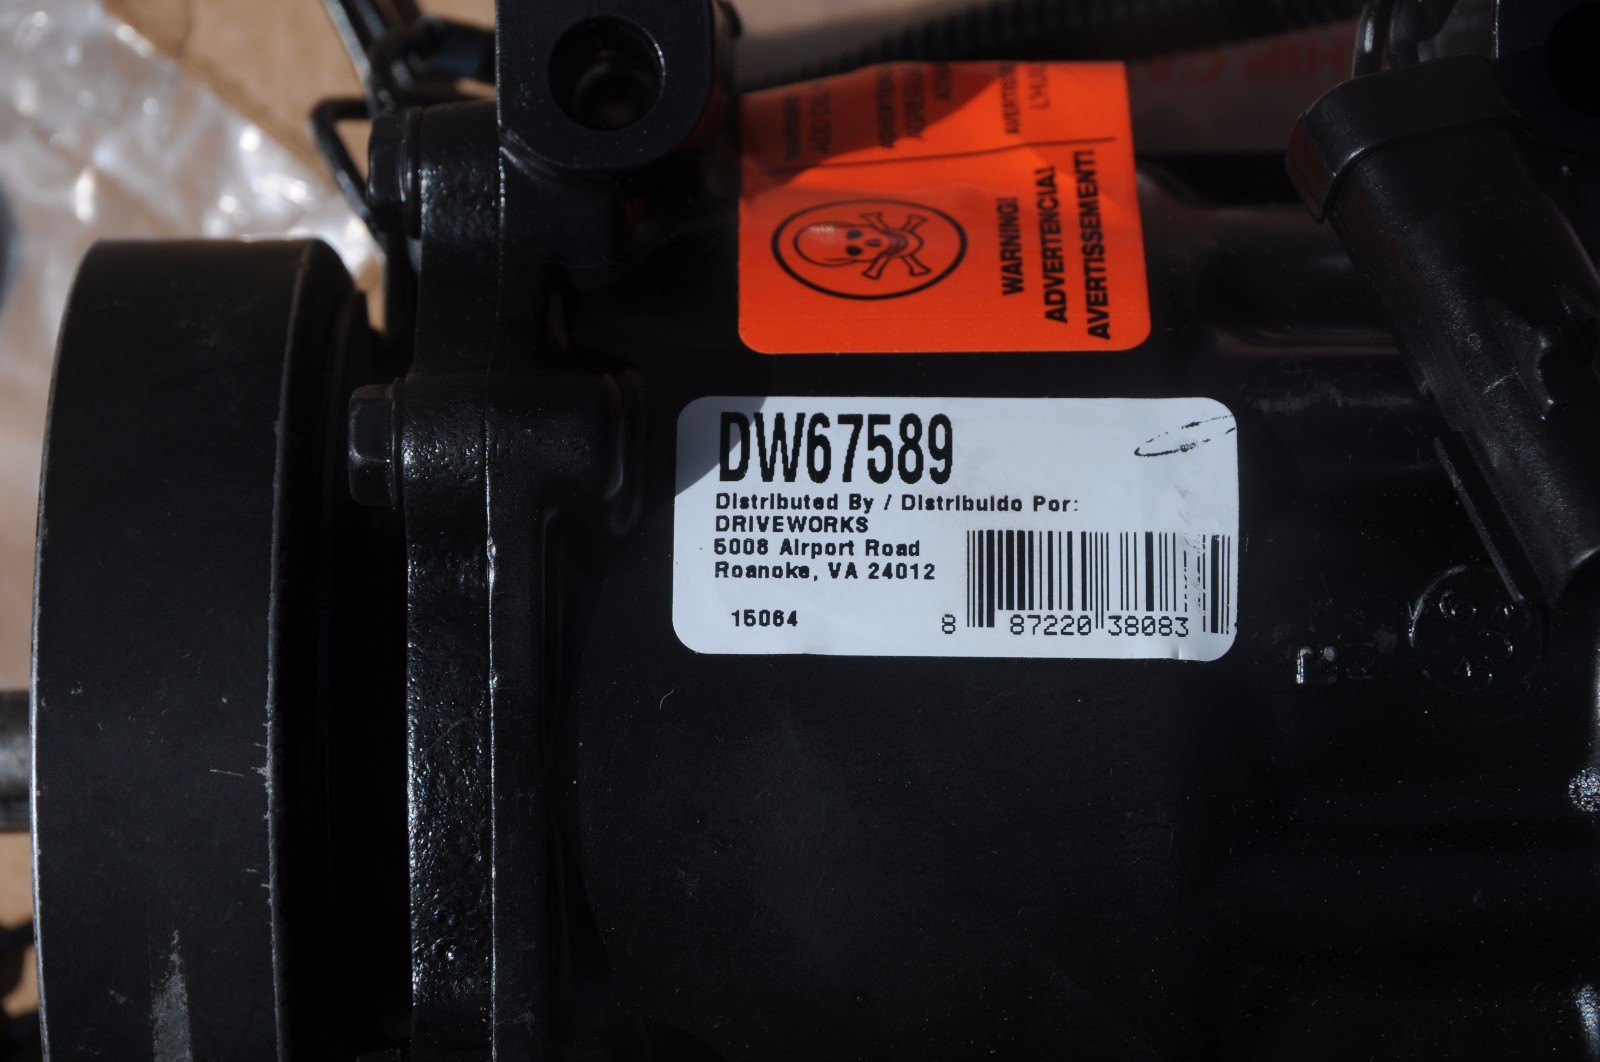 WARNING!
ADVERTENCIA!
AVERTISSEMENT!
DW67589
Distributed By / Distribuido Por:
DRIVEWORKS
5008 Airport Road
Roanoke, VA 24012
15064
8 87220 38083